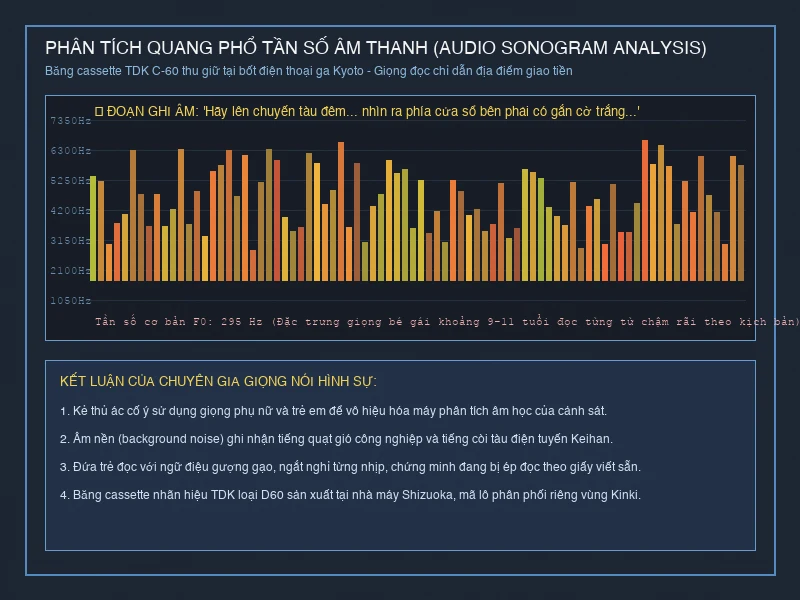 PHÂN TÍCH QUANG PHỔ TẦN SỐ ÂM THANH (AUDIO SONOGRAM ANALYSIS)
Băng cassette TDK C-60 thu giữ tại bốt điện thoại ga Kyoto - Giọng đọc chỉ dẫn địa điểm giao tiền
ĐOẠN GHI ÂM: 'Hãy lên chuyến tàu đêm... nhìn ra phía cửa sổ bên phải có gắn cờ trắng...'
7350Hz
6300Hz
5250Hz
4200Hz
3150Hz
2100Hz
1050Hz
Tần số cơ bản F0: 295 Hz (Đặc trưng giọng bé gái khoảng 9-11 tuổi đọc từng từ chậm rãi theo kịch bản)
KẾT LUẬN CỦA CHUYÊN GIA GIỌNG NÓI HÌNH SỰ:
1. Kẻ thủ ác cố ý sử dụng giọng phụ nữ và trẻ em để vô hiệu hóa máy phân tích âm học của cảnh sát.
2. Âm nền (background noise) ghi nhận tiếng quạt gió công nghiệp và tiếng còi tàu điện tuyến Keihan.
3. Đứa trẻ đọc với ngữ điệu gượng gạo, ngắt nghỉ từng nhịp, chứng minh đang bị ép đọc theo giấy viết sẵn.
4. Băng cassette nhãn hiệu TDK loại D60 sản xuất tại nhà máy Shizuoka, mã lô phân phối riêng vùng Kinki.